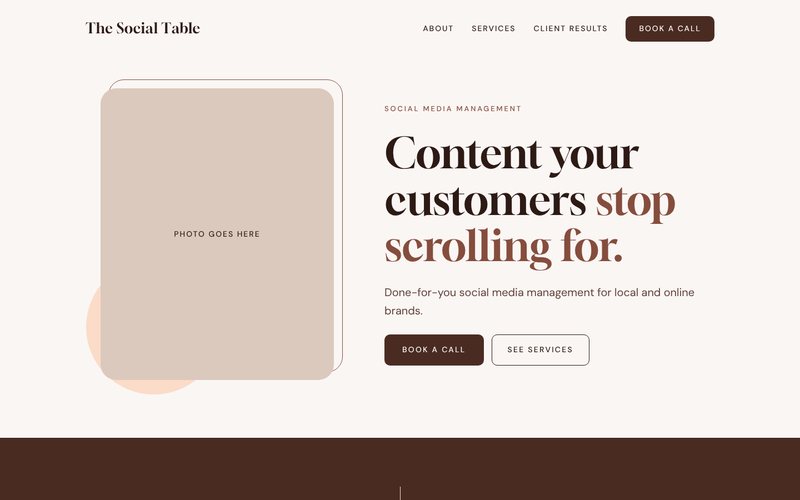 The Social Table
ABOUT
SERVICES
CLIENT RESULTS
BOOK A CALL
PHOTO GOES HERE
SOCIAL MEDIA MANAGEMENT
Content your
customers stop
scrolling for.
Done-for-you social media management for local and online
brands.
BOOK A CALL
SEE SERVICES